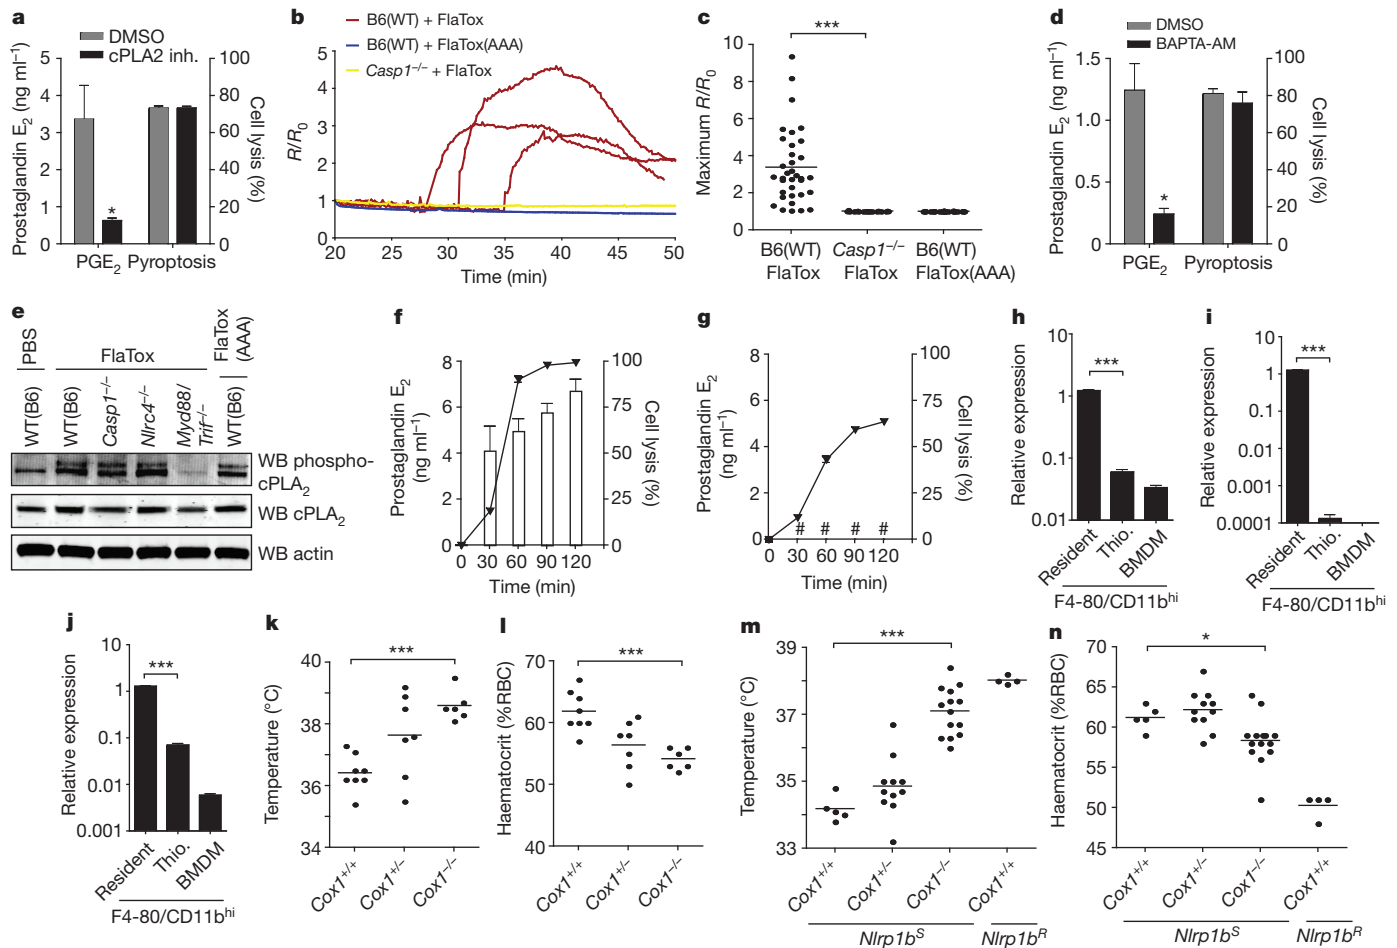 a
DMSO
cPLA2 inh.
Prostaglandin E2 (ng ml–1)
5
4
3
2
1
0
100
80
60
40
20
0
Cell lysis (%)
*
PGE2
Pyroptosis
b
B6(WT) + FlaTox
B6(WT) + FlaTox(AAA)
Casp1–/– + FlaTox
R/R0
5
4
3
2
1
0
20
30
40
50
Time (min)
c
***
Maximum R/R0
10
8
6
4
2
0
B6(WT) FlaTox
Casp1–/– FlaTox
B6(WT) FlaTox(AAA)
d
DMSO
BAPTA-AM
Prostaglandin E2 (ng ml–1)
1.5
1.0
0.5
0
100
80
60
40
20
0
Cell lysis (%)
*
PGE2
Pyroptosis
e
PBS
FlaTox
FlaTox (AAA)
WT(B6)
WT(B6)
Casp1–/–
Nlrc4–/–
Myd88/ Trif–/–
WT(B6)
WB phospho-
cPLA2
WB cPLA2
WB actin
f
Prostaglandin E2
(ng ml–1)
8
6
4
2
0
100
75
50
25
0
Cell lysis (%)
0 30 60 90 120
Time (min)
g
Prostaglandin E2
(ng ml–1)
8
6
4
2
0
100
75
50
25
0
Cell lysis (%)
# # # #
0 30 60 90 120
Time (min)
h
Relative expression
10
1
0.1
0.01
***
Resident
Thio.
BMDM
F4-80/CD11bhi
i
Relative expression
10
1
0.1
0.01
0.0001
0.0001
***
Resident
Thio.
BMDM
F4-80/CD11bhi
j
Relative expression
10
1
0.1
0.01
0.001
***
Resident
Thio.
BMDM
F4-80/CD11bhi
k
Temperature (°C)
40
38
36
34
***
Cox1+/+
Cox1+/–
Cox1–/–
l
Haematocrit (%RBC)
70
60
50
40
***
Cox1+/+
Cox1+/–
Cox1–/–
m
Temperature (°C)
39
37
35
33
***
Cox1+/+
Cox1+/–
Cox1–/–
Cox1+/+
Nlrp1bS
Nlrp1bR
n
Haematocrit (%RBC)
70
65
60
55
50
45
*
Cox1+/+
Cox1+/–
Cox1–/–
Cox1+/+
Nlrp1bS
Nlrp1bR